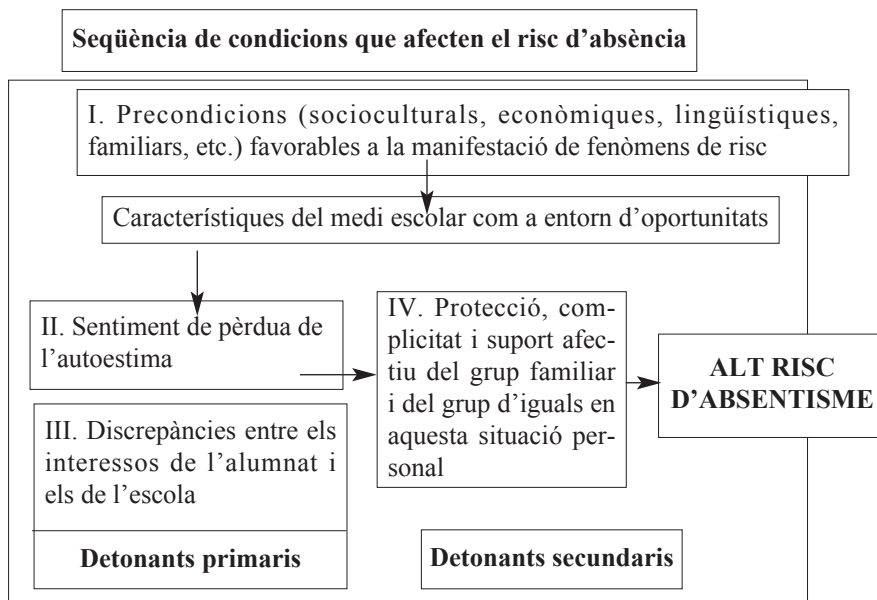 Seqüència de condicions que afecten el risc d’absència
I. Precondicions (socioculturals, econòmiques, lingüístiques,
familiars, etc.) favorables a la manifestació de fenòmens de risc
Característiques del medi escolar com a entorn d’oportunitats
II. Sentiment de pèrdua de
l’autoestima
III. Discrepàncies entre els
interessos de l’alumnat i
els de l’escola
Detonants primaris
IV. Protecció, com-
plicitat i suport afec-
tiu del grup familiar
i del grup d’iguals en
aquesta situació per-
sonal
Detonants secundaris
ALT RISC
D’ABSENTISME